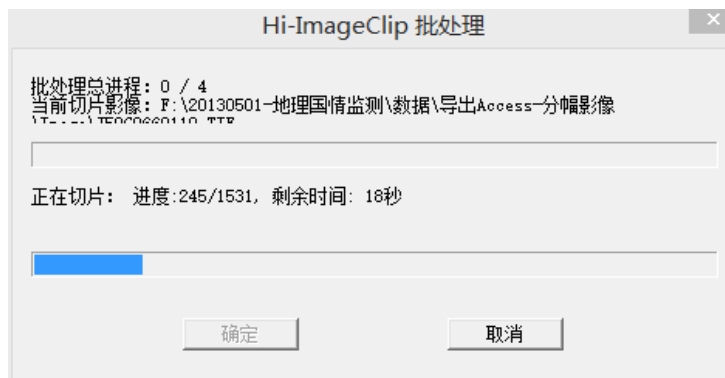 Hi-ImageClip 批处理
批处理总进程: 0 / 4
当前切片影像: F:\20130501-地理国情监测\数据\导出Access-分幅影像
正在切片: 进度:245/1531, 剩余时间: 18秒
确定
取消